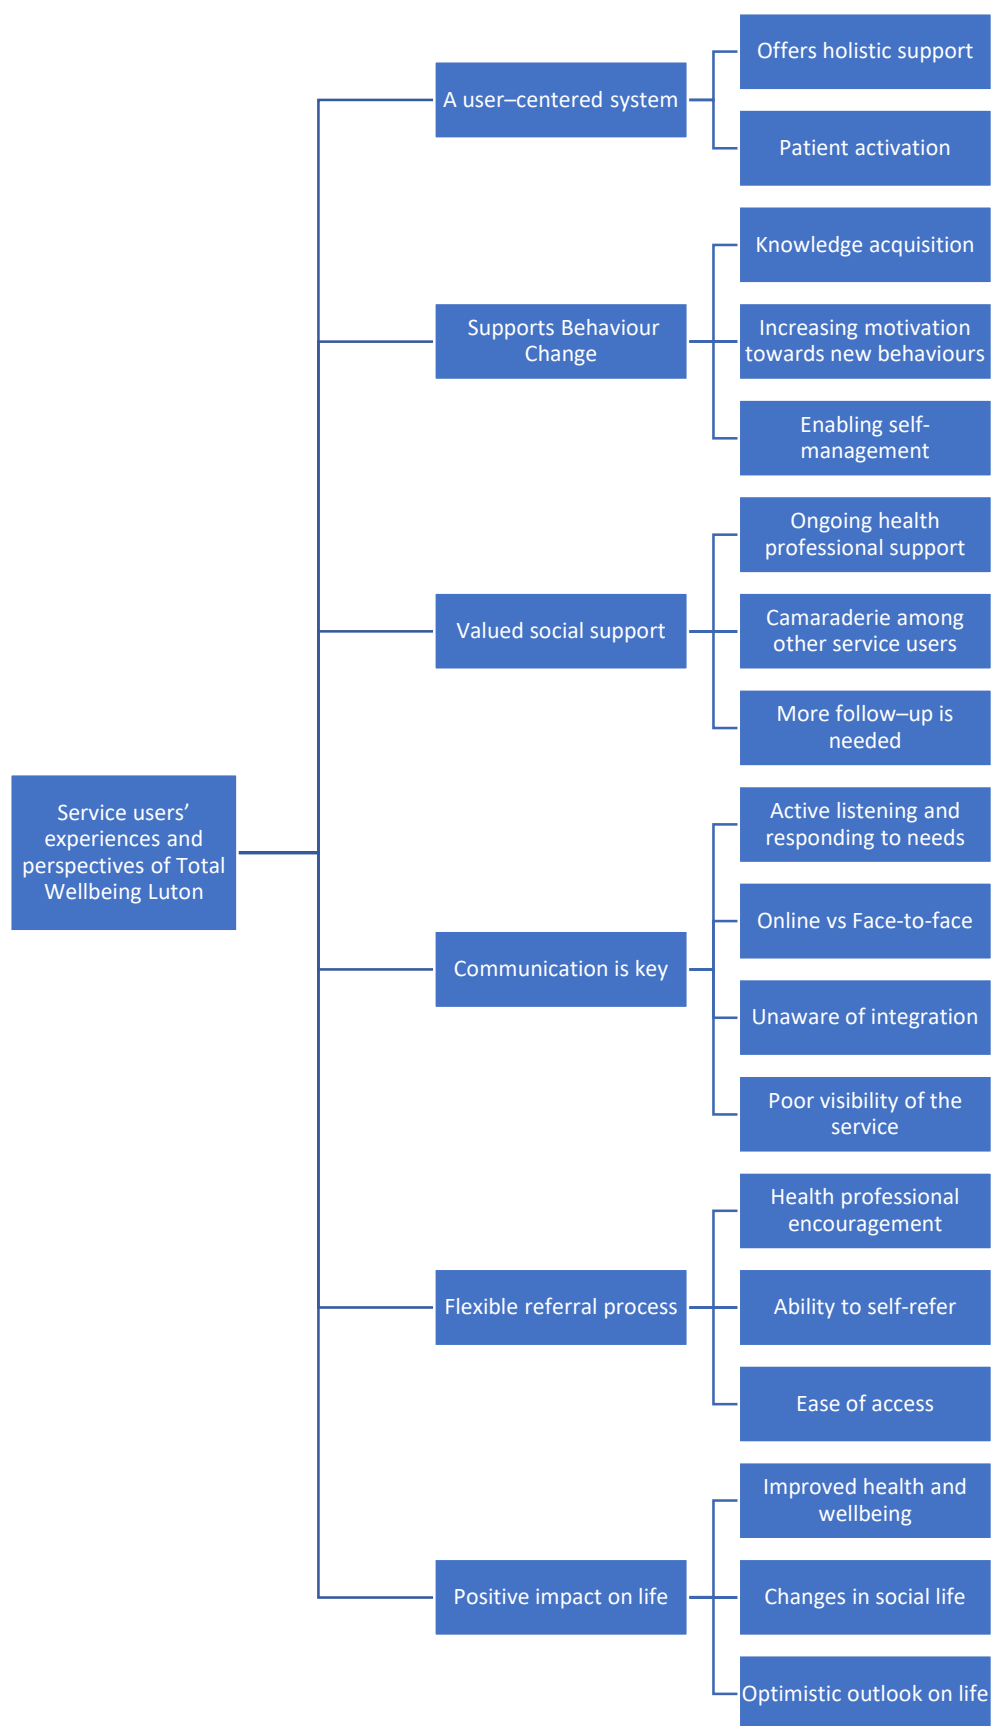 Service users’
experiences and
perspectives of Total
Wellbeing Luton
A user–centered system
Offers holistic support
Patient activation
Supports Behaviour
Change
Knowledge acquisition
Increasing motivation
towards new behaviours
Enabling self-
management
Valued social support
Ongoing health
professional support
Camaraderie among
other service users
More follow–up is
needed
Communication is key
Active listening and
responding to needs
Online vs Face-to-face
Unaware of integration
Poor visibility of the
service
Flexible referral process
Health professional
encouragement
Ability to self-refer
Ease of access
Positive impact on life
Improved health and
wellbeing
Changes in social life
Optimistic outlook on life